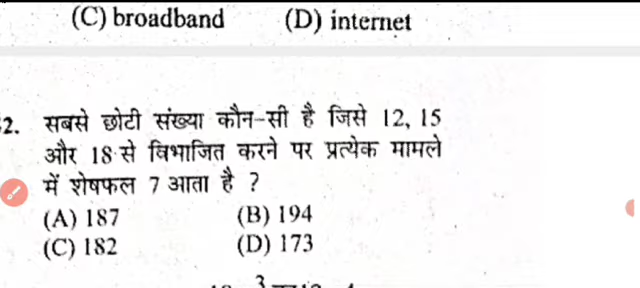 (C) broadband (D) internet
2. सबसे छोटी संख्या कौन-सी है जिसे 12, 15
और 18 से विभाजित करने पर प्रत्येक मामले
में शेषफल 7 आता है ?
(A) 187 (B) 194
(C) 182 (D) 173